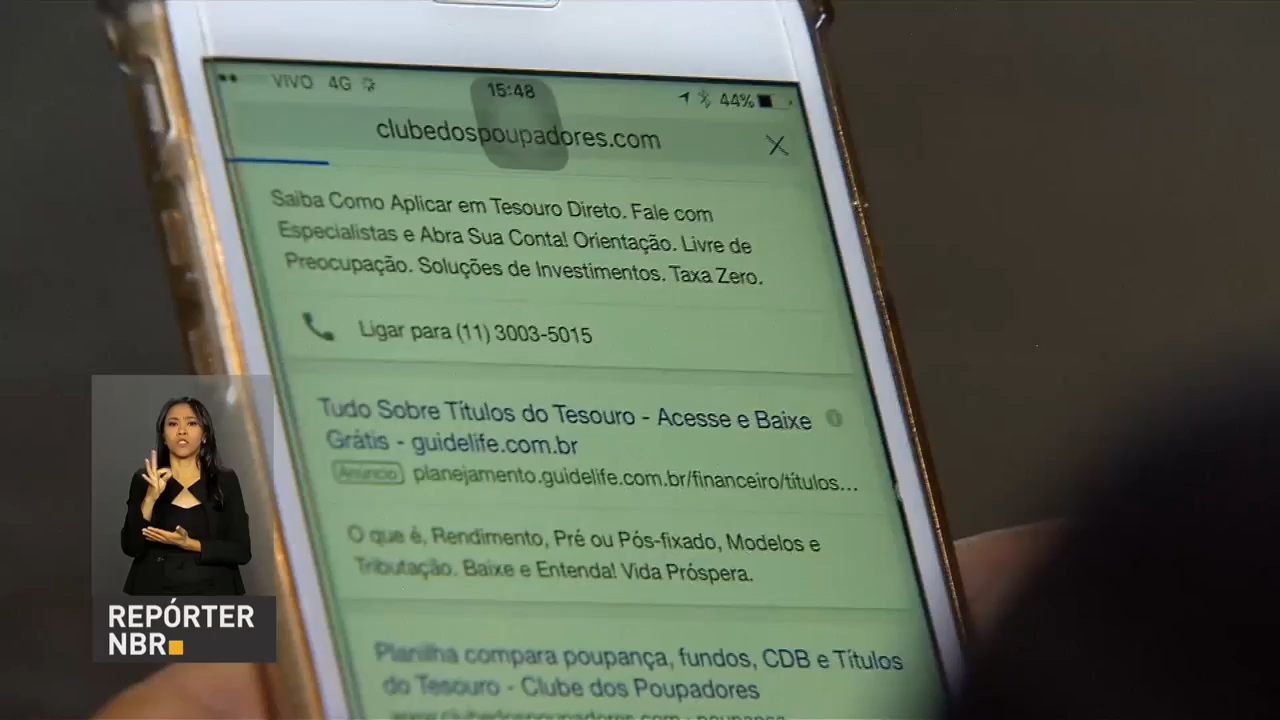 VIVO 4G 15:48 44%
clubedospoupadores.com
Saiba Como Aplicar em Tesouro Direto. Fale com
Especialistas e Abra Sua Conta! Orientação. Livre de
Preocupação. Soluções de Investimentos. Taxa Zero.
Ligar para (11) 3003-5015
Tudo Sobre Títulos do Tesouro - Acesse e Baixe
Grátis - guidelife.com.br
Anúncio planejamento.guidelife.com.br/financeiro/títulos...
O que é, Rendimento, Pré ou Pós-fixado, Modelos e
Tributação. Baixe e Entenda! Vida Próspera.
Planilha compara poupança, fundos, CDB e Títulos
do Tesouro - Clube dos Poupadores
REPÓRTER
NBR